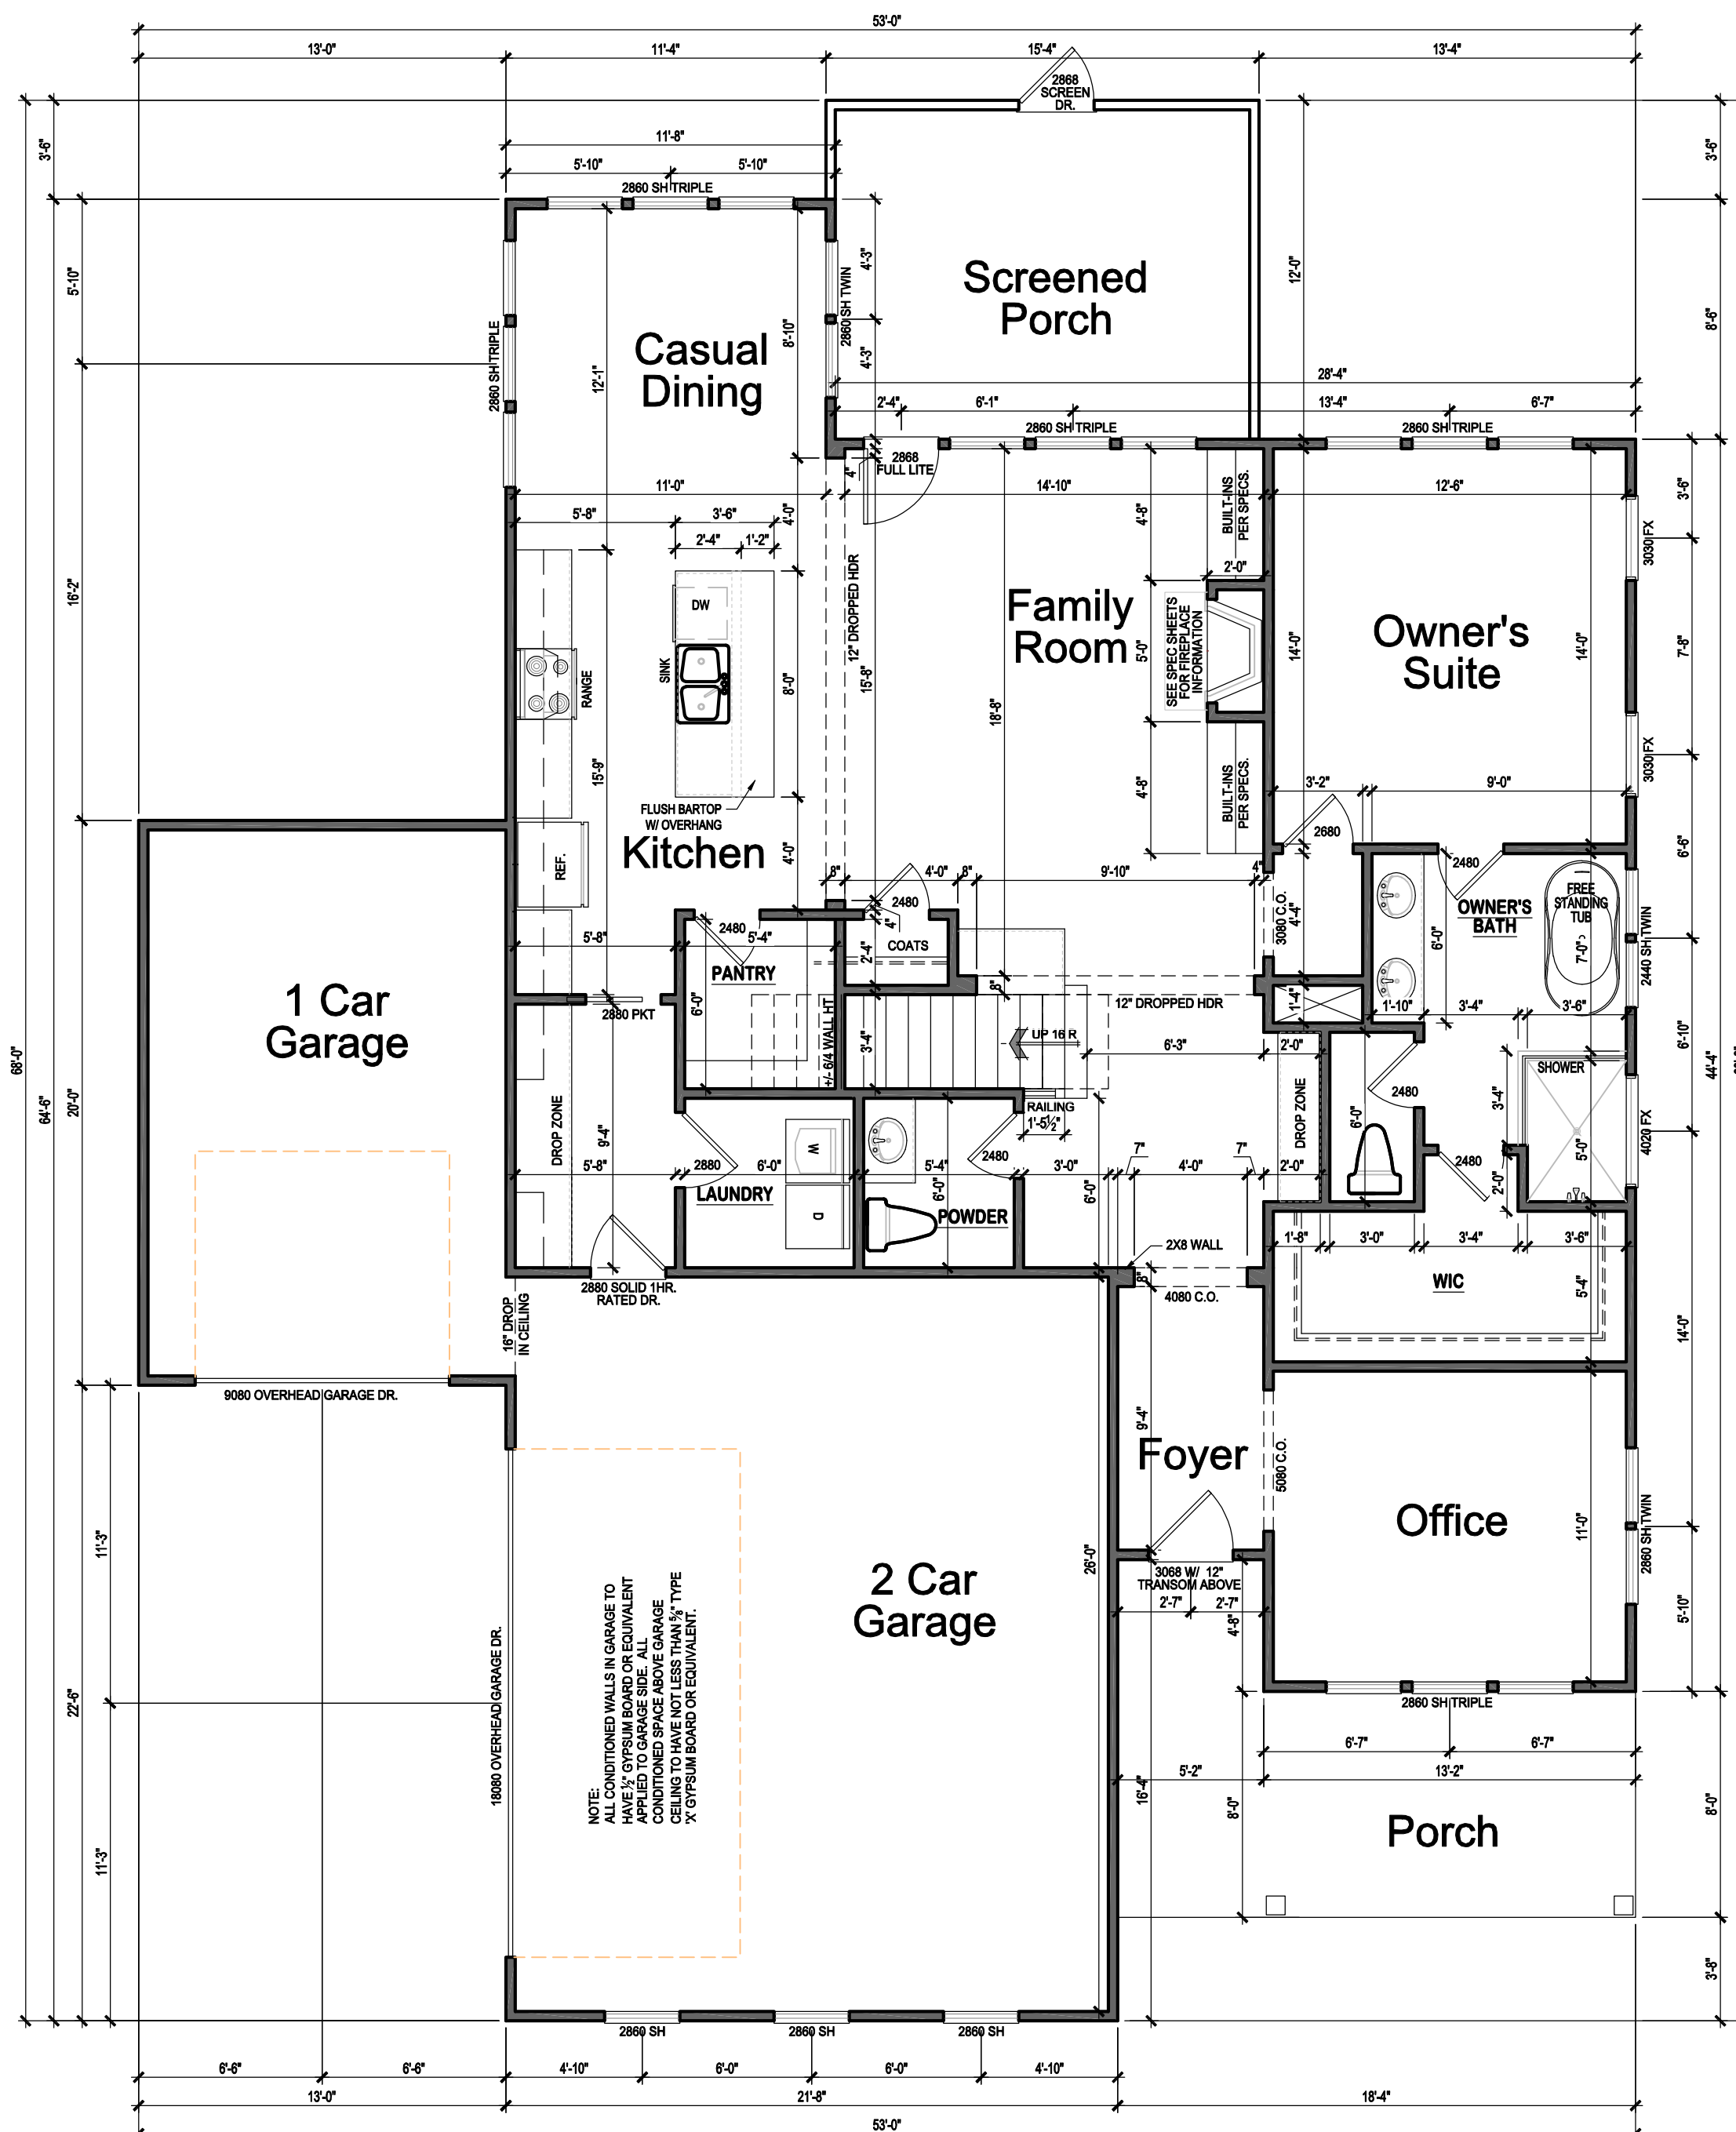 53'-0"
13'-0"
11'-4"
15'-4"
13'-4"
2868
SCREEN
DR.
11'-8"
5'-10"
5'-10"
2860 SH TRIPLE
3'-6"
3'-6"
5'-10"
4'-3"
2860 SH TWIN
4'-3"
12'-0"
8'-6"
Screened
Porch
Casual
Dining
8'-10"
12'-1"
2860 SH TRIPLE
28'-4"
2'-4"
6'-1"
13'-4"
6'-7"
2860 SH TRIPLE
2860 SH TRIPLE
2868
FULL LITE
4"
11'-0"
14'-10"
12'-6"
5'-8"
3'-6"
4'-0"
2'-4"
1'-2"
4'-8"
BUILT-INS
PER SPECS.
2'-0"
3'-6"
3030 FX
16'-2"
DW
SINK
RANGE
12" DROPPED HDR
15'-8"
8'-0"
Family
Room
18'-8"
5'-0"
SEE SPEC SHEETS
FOR FIREPLACE
INFORMATION
14'-0"
Owner's
Suite
14'-0"
7'-8"
3030 FX
15'-9"
4'-8"
BUILT-INS
PER SPECS.
3'-2"
9'-0"
2680
FLUSH BARTOP
W/ OVERHANG
Kitchen
4'-0"
REF.
8"
4'-0"
8"
9'-10"
4"
2480
6'-6"
2480
4"
COATS
2'-4"
3080 C.O.
4'-4"
2480
OWNER'S
BATH
6'-0"
FREE
STANDING
TUB
7'-0"
2440 SH TWIN
5'-8"
5'-4"
PANTRY
6'-0"
+/- 6/4 WALL HT
2880 PKT
1 Car
Garage
8"
12" DROPPED HDR
1'-4"
1'-10"
3'-4"
3'-6"
6'-10"
44'-4"
68'-0"
64'-6"
20'-0"
3'-4"
UP 16 R
6'-3"
2'-0"
RAILING
1'-5½"
DROP ZONE
9'-4"
DROP ZONE
6'-0"
2480
3'-4"
SHOWER
5'-0"
4020 FX
2480
2'-0"
5'-8"
2880
6'-0"
LAUNDRY
W
D
5'-4"
2480
6'-0"
POWDER
3'-0"
6'-0"
7"
4'-0"
7"
2'-0"
2X8 WALL
8"
4080 C.O.
1'-8"
3'-0"
3'-4"
3'-6"
WIC
5'-4"
14'-0"
2880 SOLID 1HR.
RATED DR.
16" DROP
IN CEILING
9080 OVERHEAD GARAGE DR.
9'-4"
Foyer
5080 C.O.
Office
11'-0"
2860 SH TWIN
11'-3"
26'-0"
2 Car
Garage
3068 W/ 12"
TRANSOM ABOVE
2'-7"
2'-7"
4'-8"
5'-10"
NOTE:
ALL CONDITIONED WALLS IN GARAGE TO
HAVE ½" GYPSUM BOARD OR EQUIVALENT
APPLIED TO GARAGE SIDE. ALL
CONDITIONED SPACE ABOVE GARAGE
CEILING TO HAVE NOT LESS THAN ⅝" TYPE
'X' GYPSUM BOARD OR EQUIVALENT.
18080 OVERHEAD GARAGE DR.
22'-6"
2860 SH TRIPLE
6'-7"
6'-7"
5'-2"
13'-2"
16'-4"
8'-0"
Porch
8'-0"
11'-3"
3'-8"
2860 SH
2860 SH
2860 SH
6'-6"
6'-6"
4'-10"
6'-0"
6'-0"
4'-10"
13'-0"
21'-8"
18'-4"
53'-0"